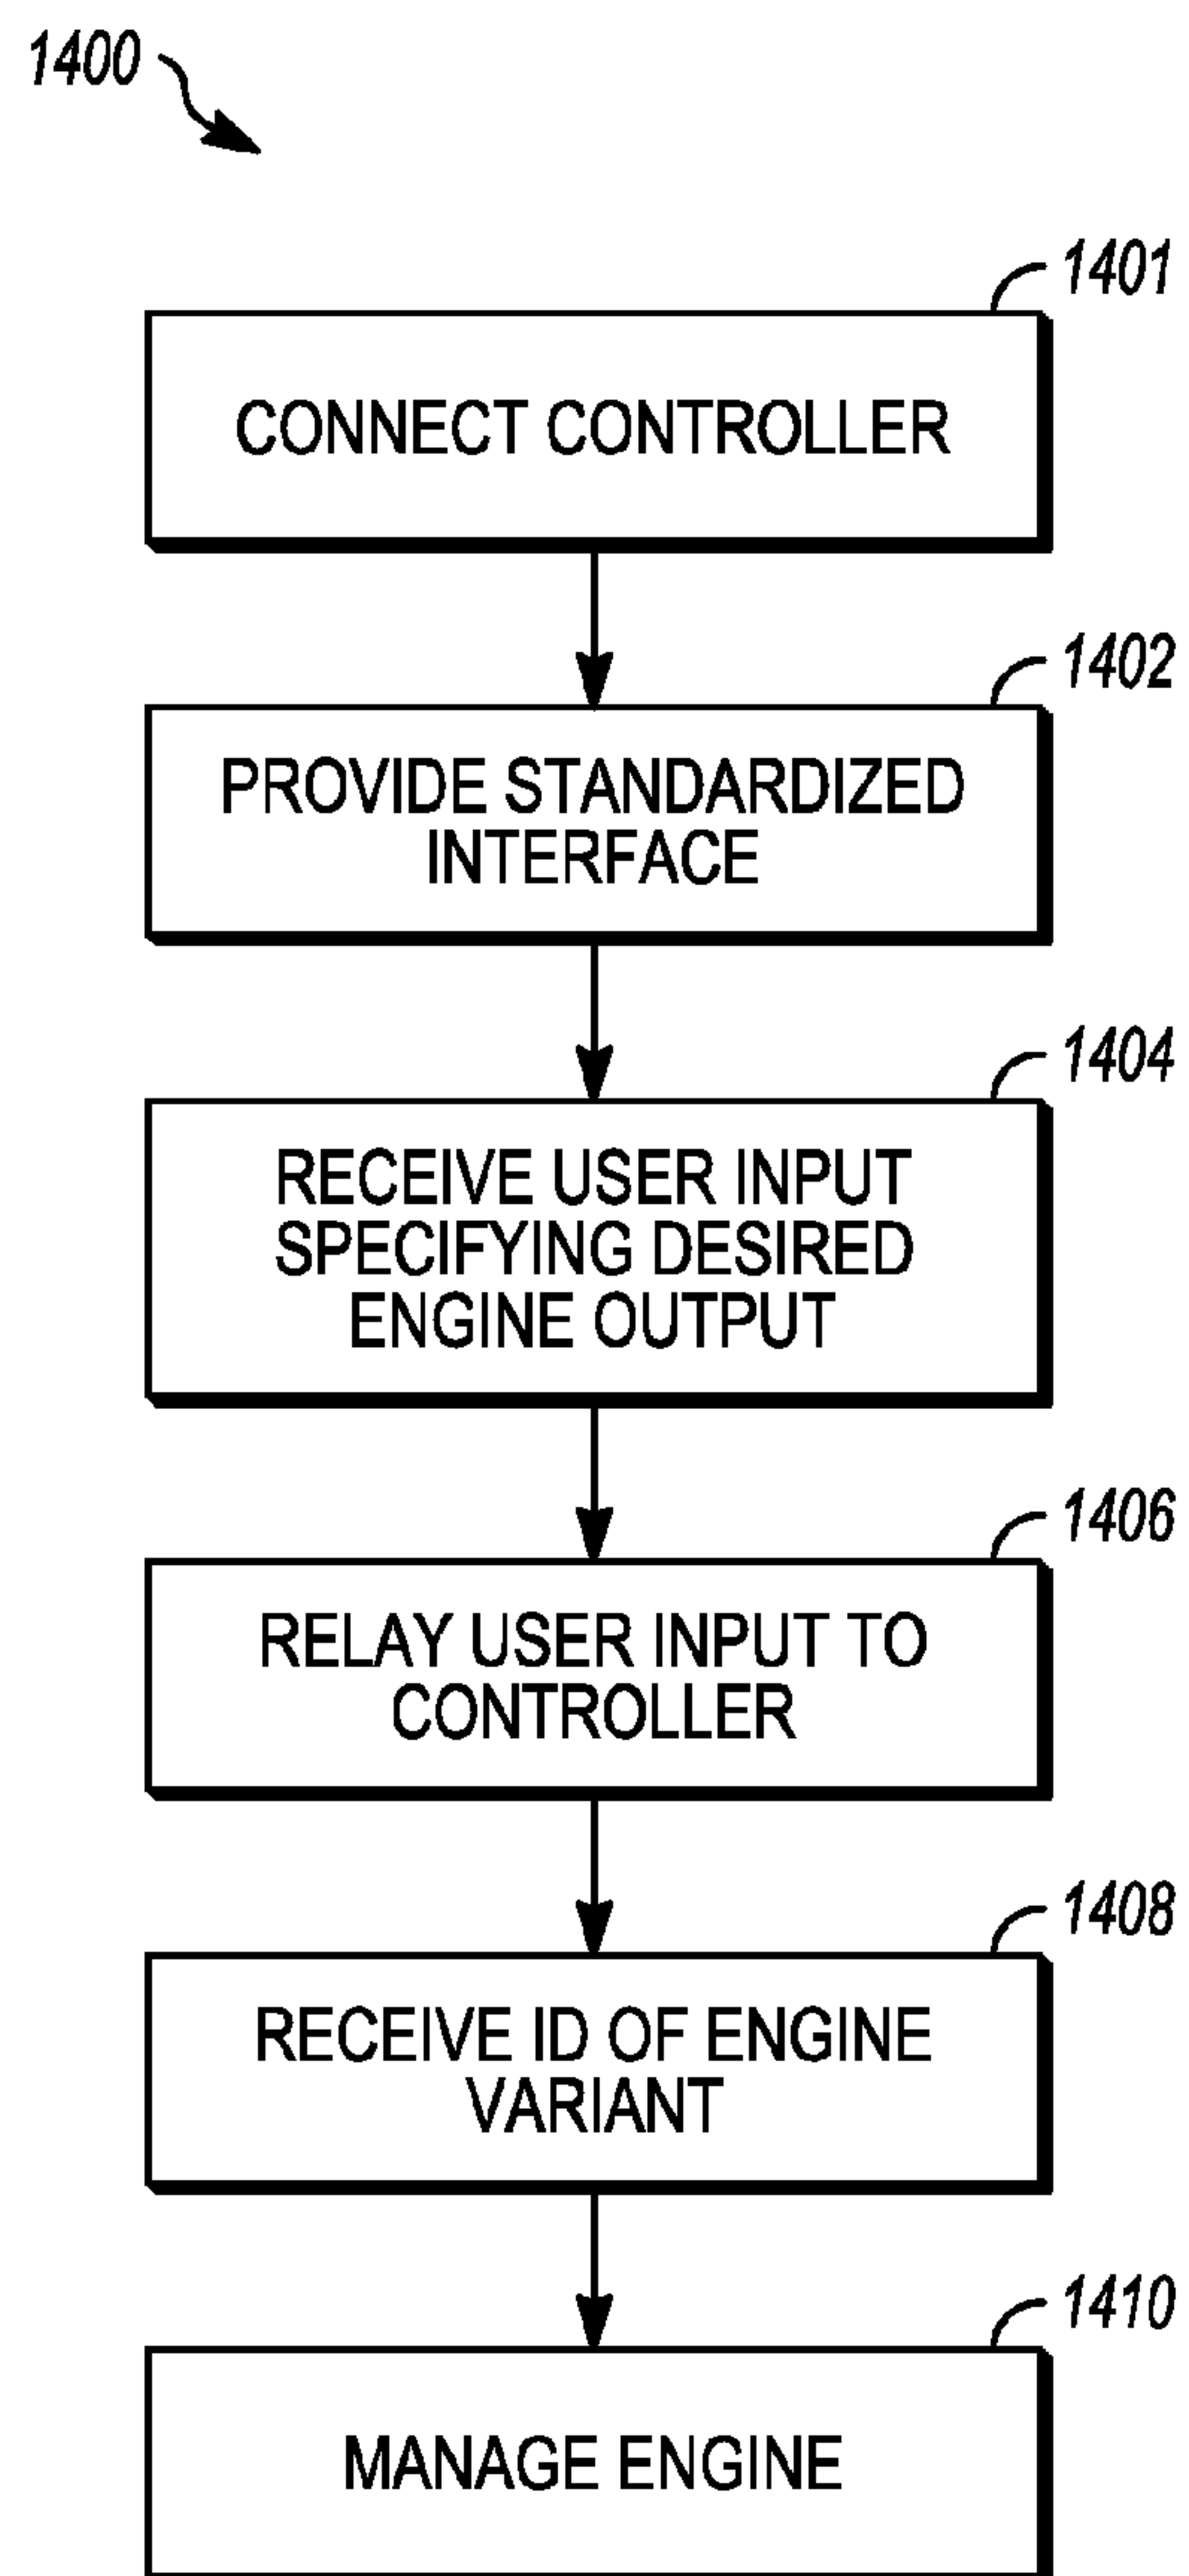 1400
1401
CONNECT CONTROLLER
1402
PROVIDE STANDARDIZED
INTERFACE
1404
RECEIVE USER INPUT
SPECIFYING DESIRED
ENGINE OUTPUT
1406
RELAY USER INPUT TO
CONTROLLER
1408
RECEIVE ID OF ENGINE
VARIANT
1410
MANAGE ENGINE